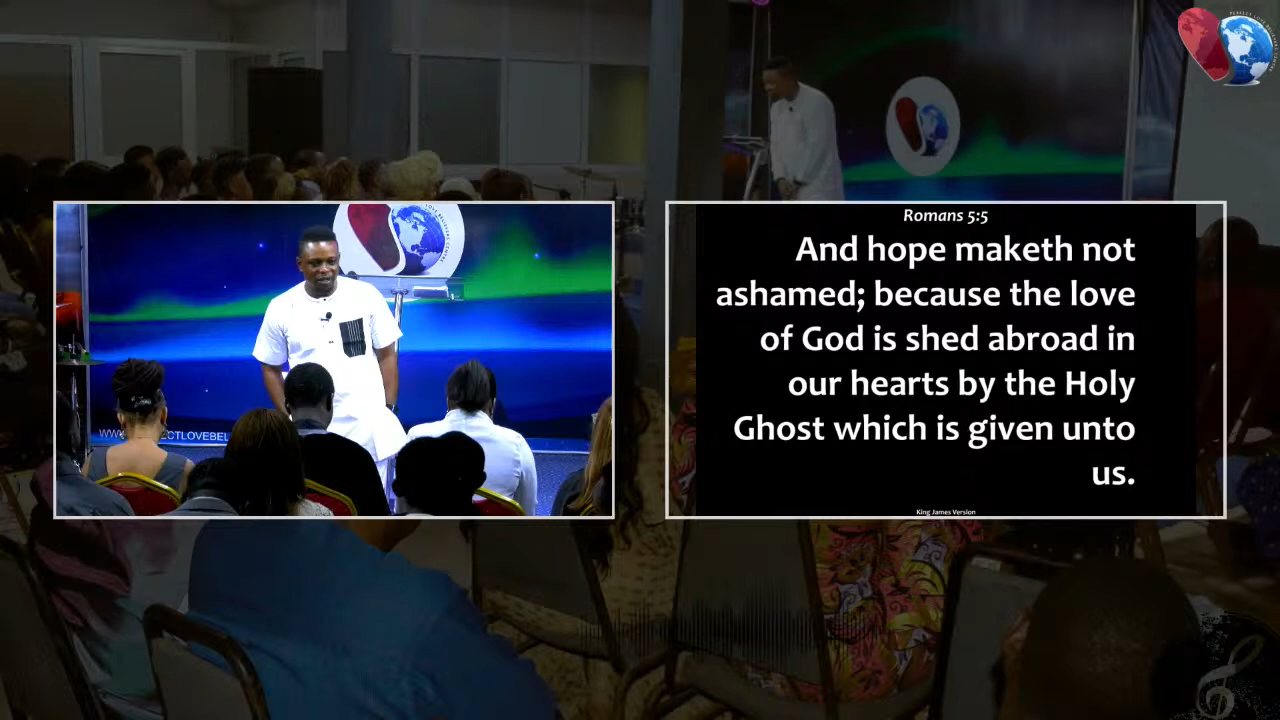 Romans 5:5
And hope maketh not
ashamed; because the love
of God is shed abroad in
our hearts by the Holy
Ghost which is given unto
us.
King James Version